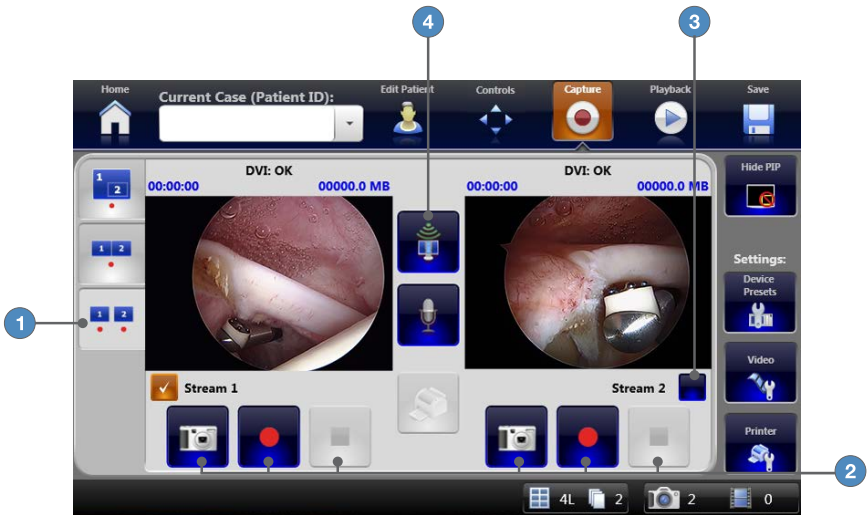 4
3
Home
Current Case (Patient ID):
Edit Patient
Controls
Capture
Playback
Save
DVI: OK
DVI: OK
Hide PIP
1
2
00:00:00
00000.0 MB
00:00:00
00000.0 MB
1 2
Settings:
Device
Presets
1
1 2
Video
Stream 1
Stream 2
Printer
2
4L
2
2
0